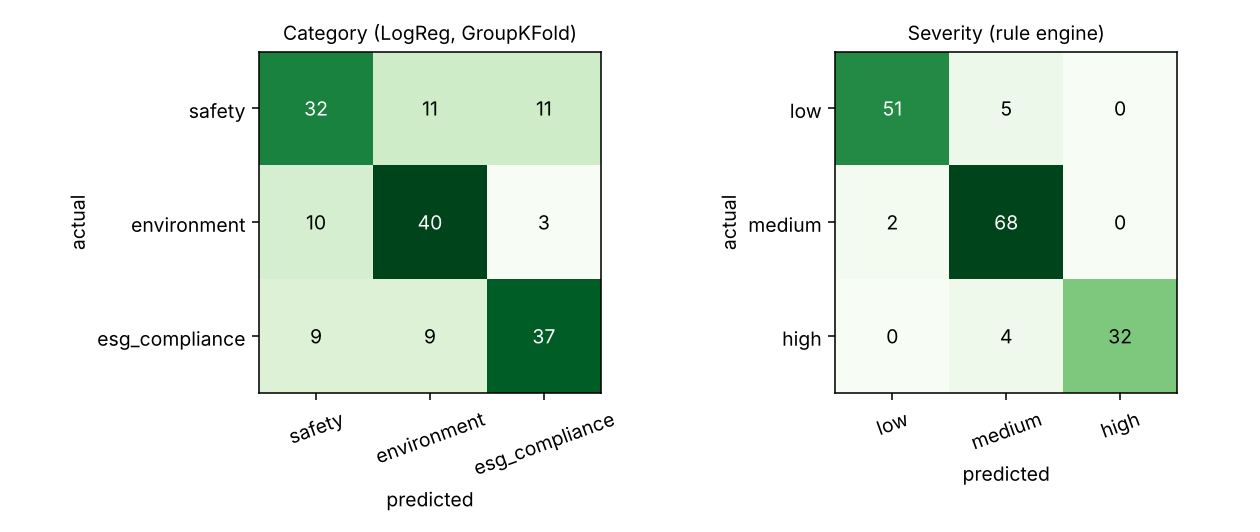 Category (LogReg, GroupKFold)
actual
safety 32 11 11
environment 10 40 3
esg_compliance 9 9 37
safety environment esg_compliance
predicted
Severity (rule engine)
actual
low 51 5 0
medium 2 68 0
high 0 4 32
low medium high
predicted